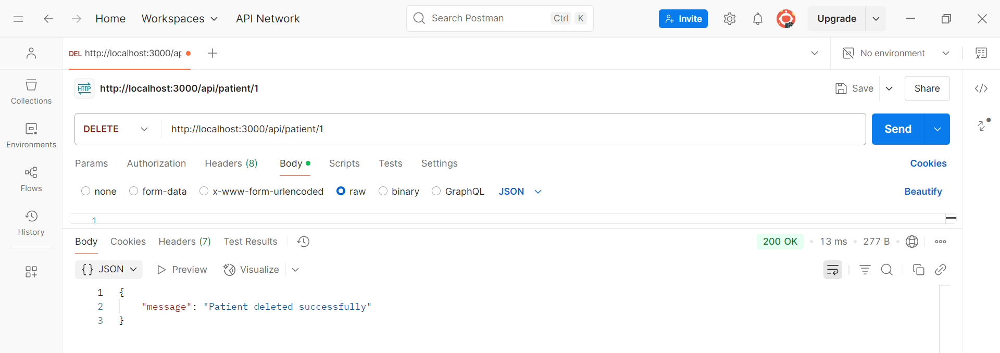 Home Workspaces API Network Search Postman Ctrl K Invite Upgrade
DEL http://localhost:3000/ap No environment
HTTP http://localhost:3000/api/patient/1 Save Share
Collections
DELETE http://localhost:3000/api/patient/1 Send
Environments
Params Authorization Headers (8) Body Scripts Tests Settings Cookies
Flows
none form-data x-www-form-urlencoded raw binary GraphQL JSON Beautify
History
1
Body Cookies Headers (7) Test Results 200 OK • 13 ms • 277 B •
{} JSON Preview Visualize
1 {
2 "message": "Patient deleted successfully"
3 }